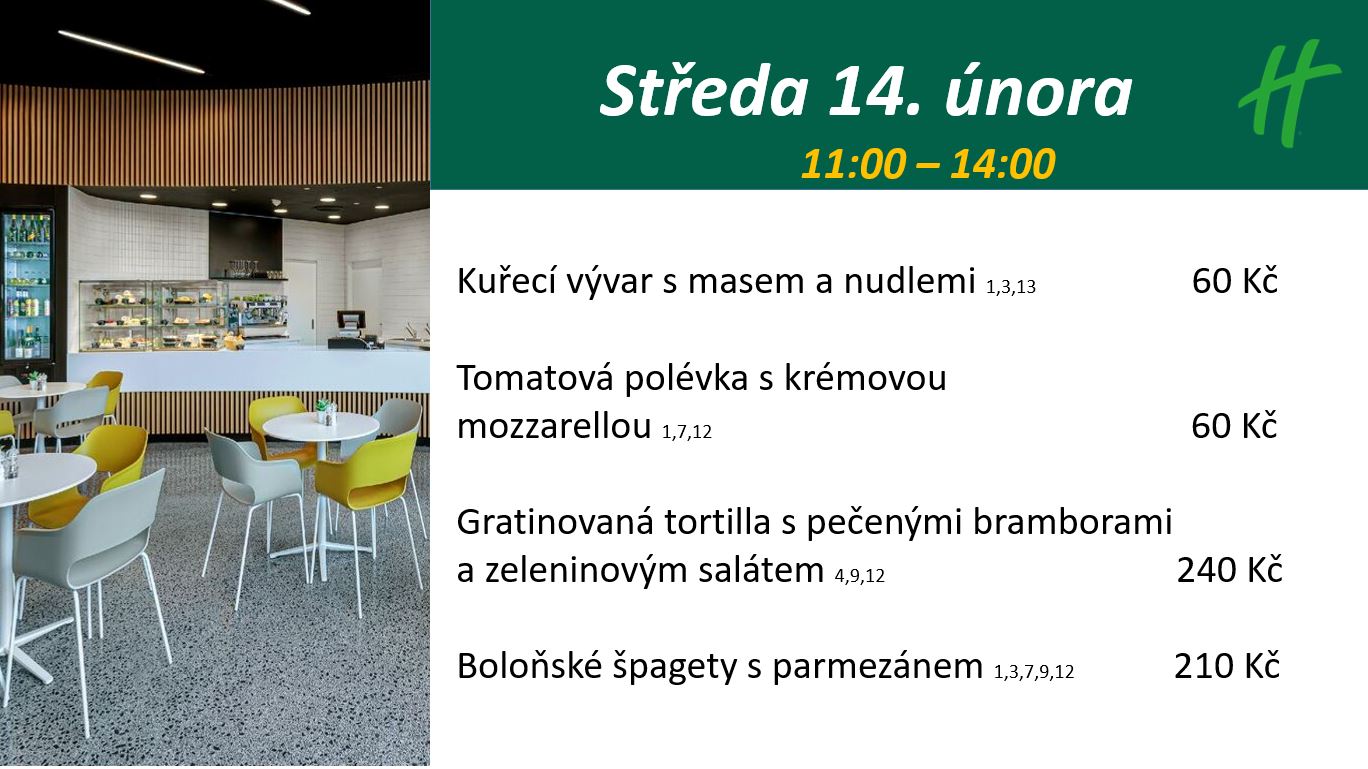 Středa 14. února
11:00 – 14:00
Kuřecí vývar s masem a nudlemi 1,3,13 60 Kč
Tomatová polévka s krémovou
mozzarellou 1,7,12 60 Kč
Gratinovaná tortilla s pečenými bramborami
a zeleninovým salátem 4,9,12 240 Kč
Boloňské špagety s parmezánem 1,3,7,9,12 210 Kč